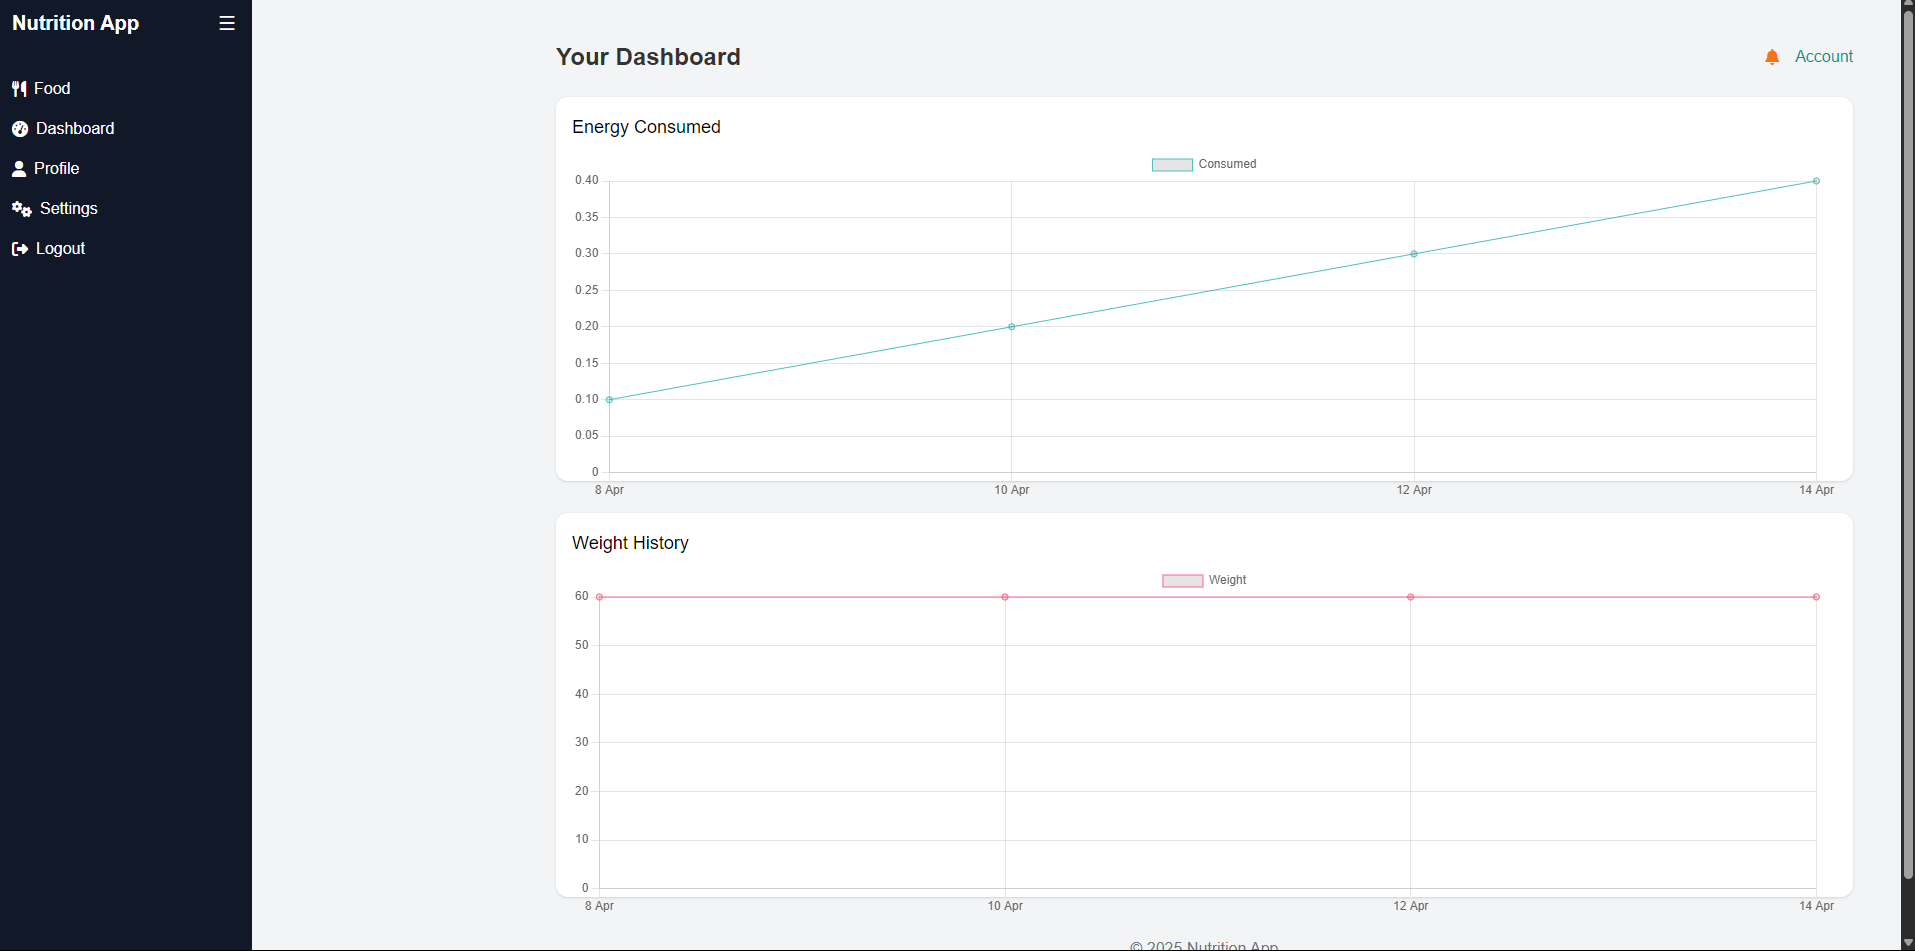 Nutrition App
Food
Dashboard
Profile
Settings
Logout
Your Dashboard
Account
Energy Consumed
Consumed
0.40
0.35
0.30
0.25
0.20
0.15
0.10
0.05
0
8 Apr 10 Apr 12 Apr 14 Apr
Weight History
Weight
60
50
40
30
20
10
0
8 Apr 10 Apr 12 Apr 14 Apr
© 2025 Nutrition App